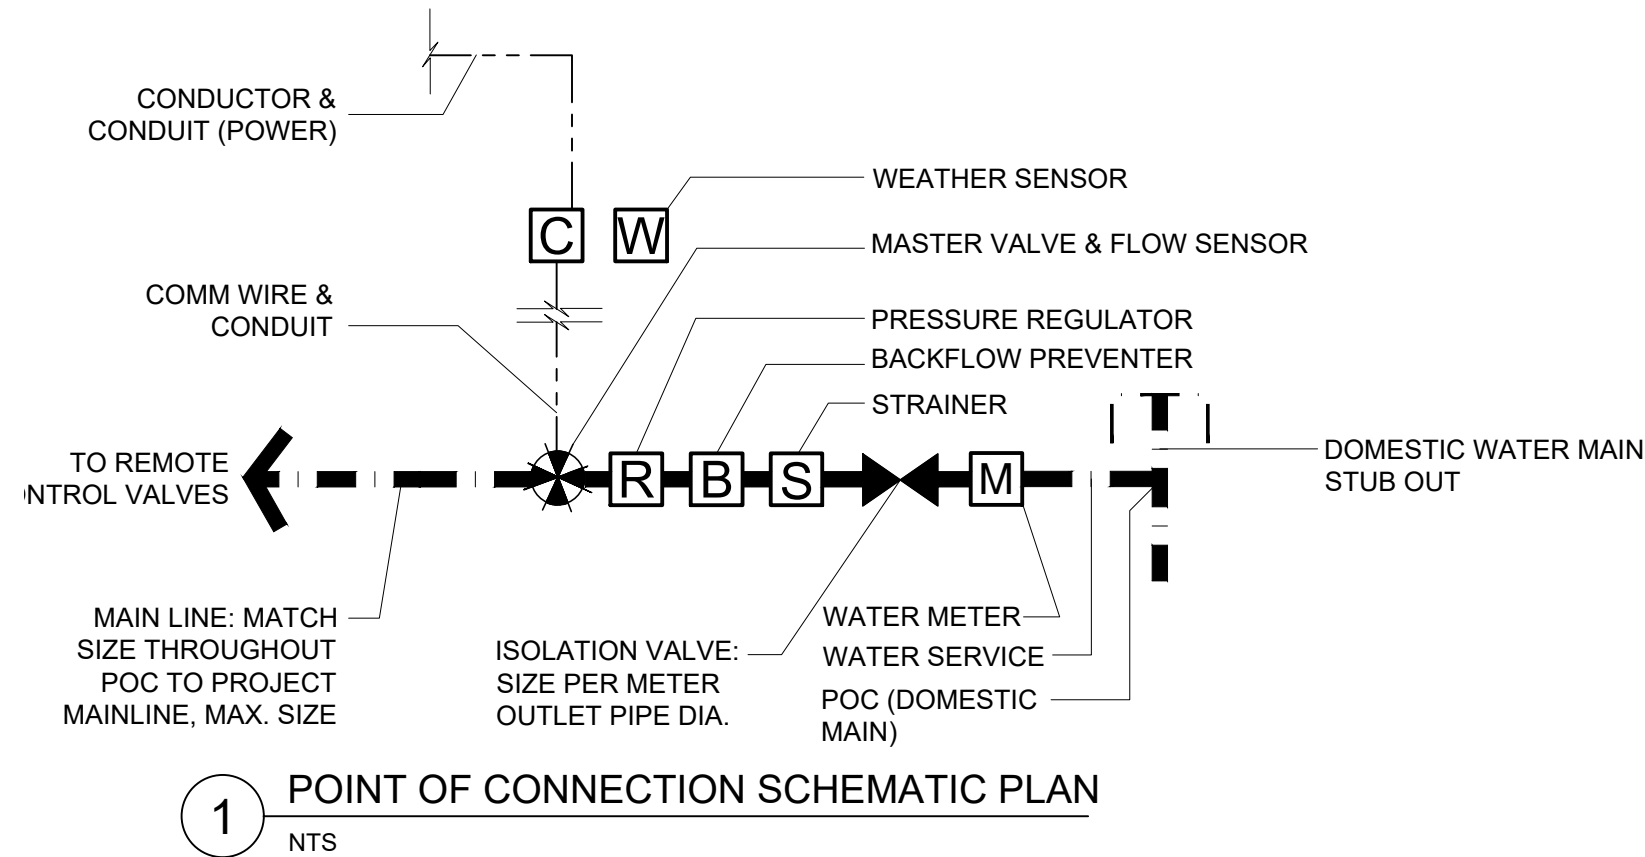 CONDUCTOR &
CONDUIT (POWER)
WEATHER SENSOR
C
W
MASTER VALVE & FLOW SENSOR
COMM WIRE &
CONDUIT
PRESSURE REGULATOR
BACKFLOW PREVENTER
STRAINER
TO REMOTE
NTROL VALVES
R
B
S
M
DOMESTIC WATER MAIN
STUB OUT
MAIN LINE: MATCH
SIZE THROUGHOUT
POC TO PROJECT
MAINLINE, MAX. SIZE
ISOLATION VALVE:
SIZE PER METER
OUTLET PIPE DIA.
WATER METER
WATER SERVICE
POC (DOMESTIC
MAIN)
1
POINT OF CONNECTION SCHEMATIC PLAN
NTS